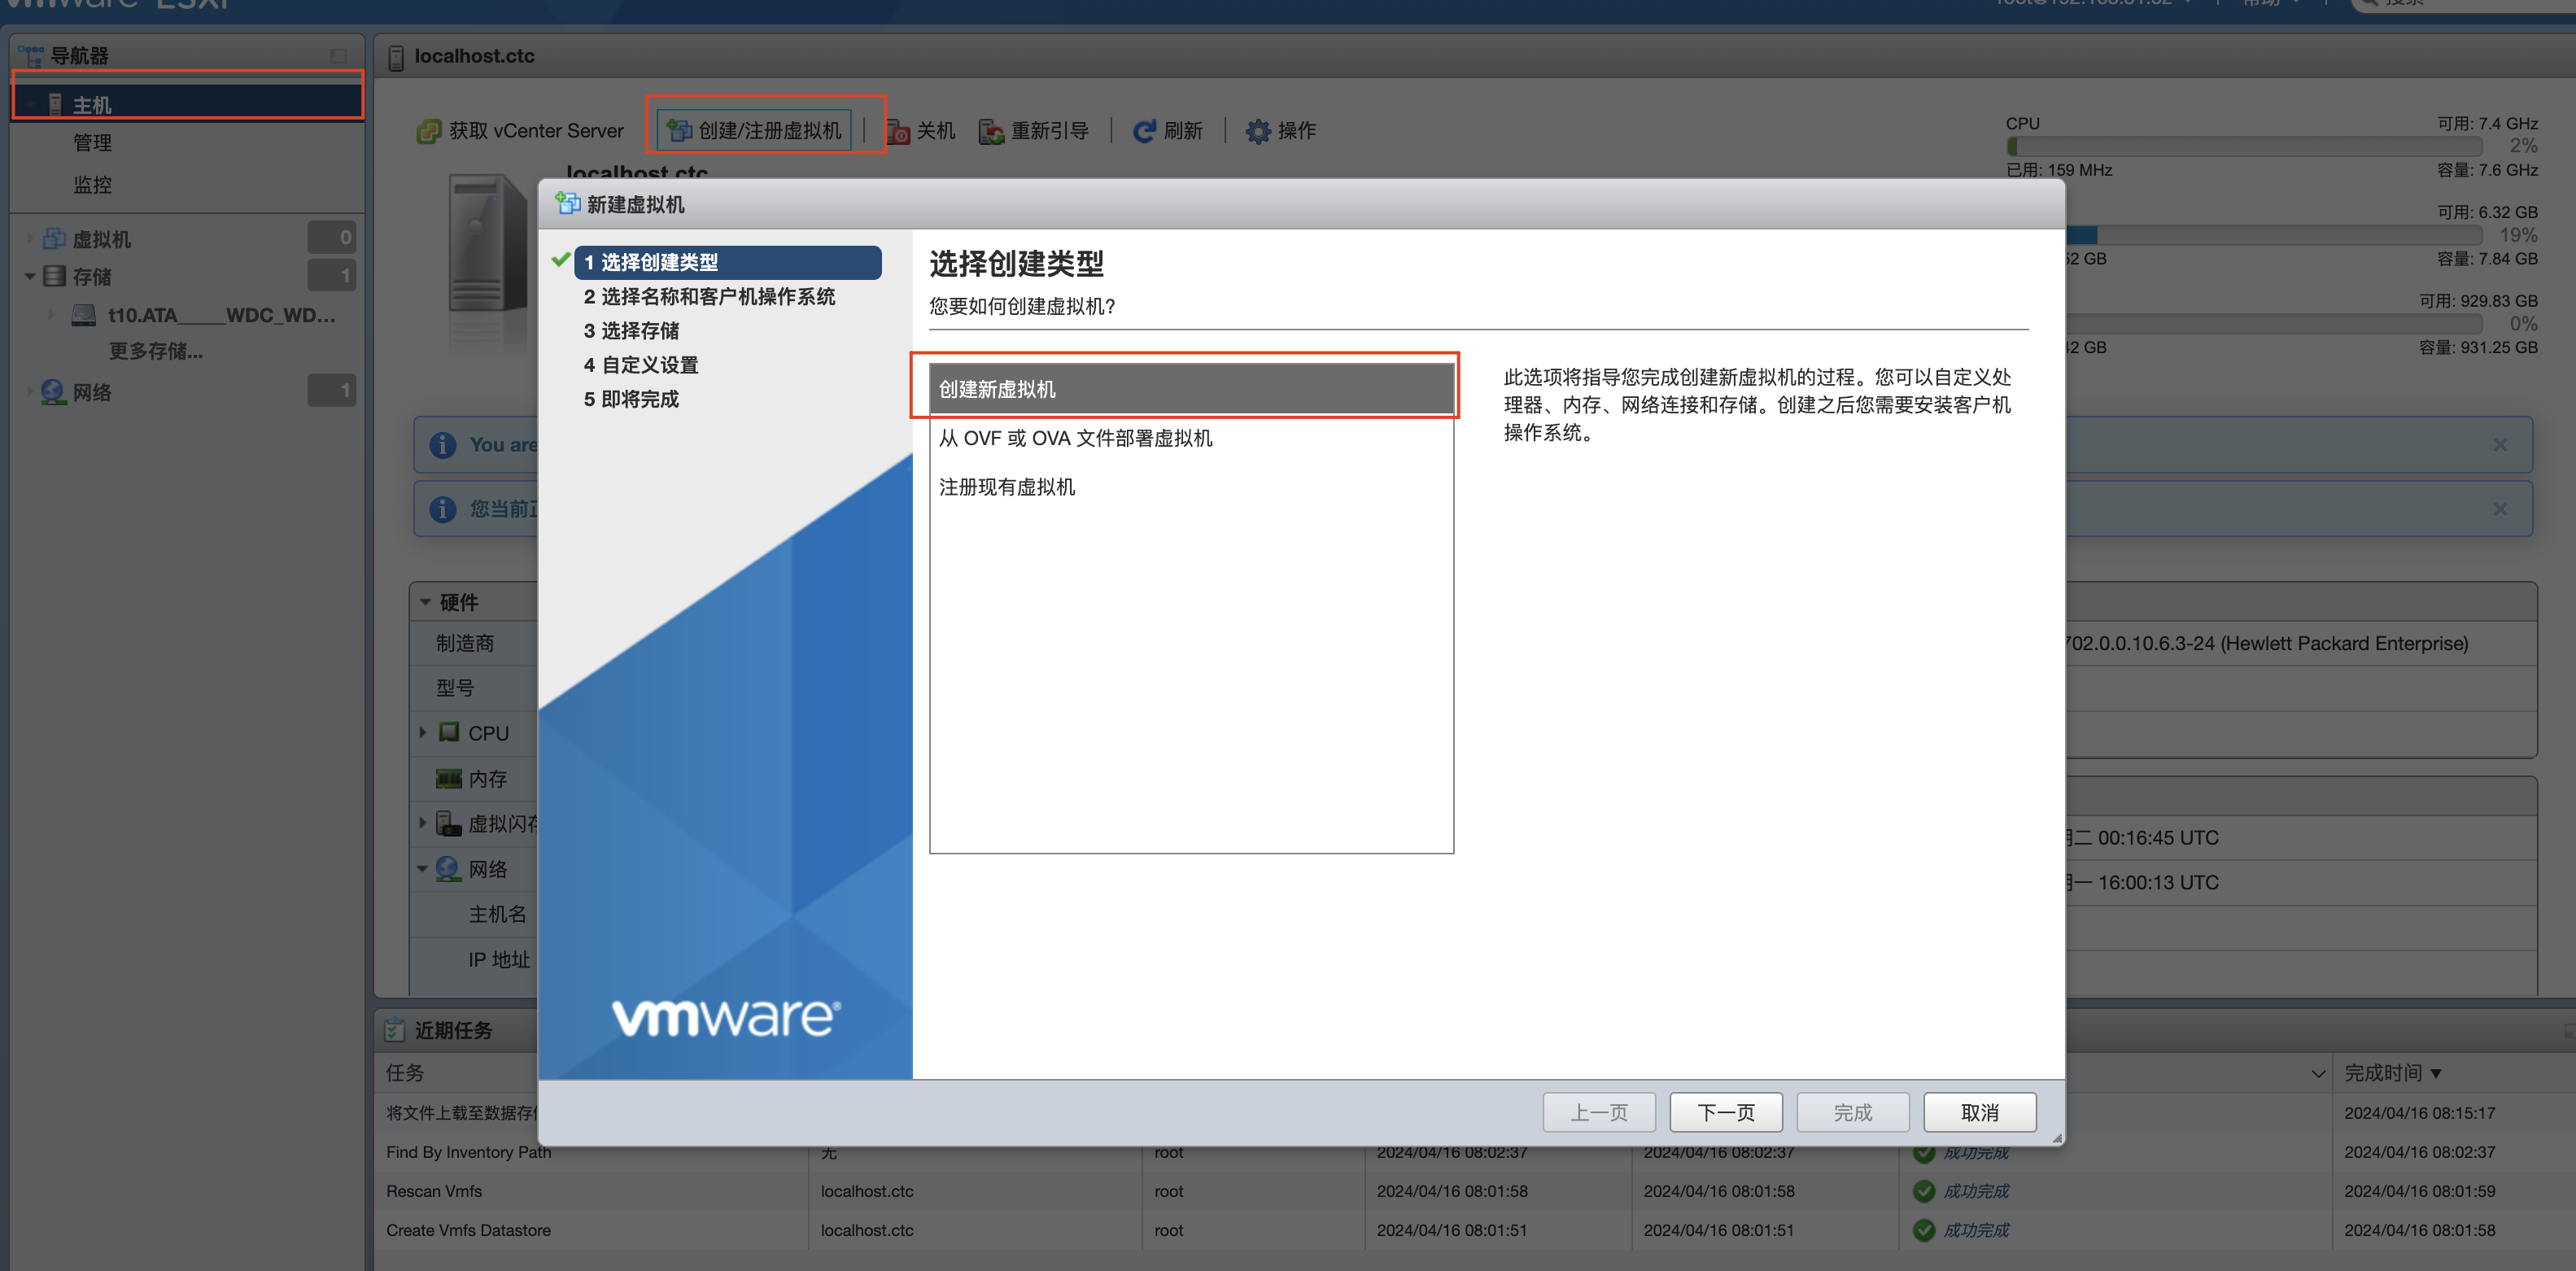 vmware ESXi
帮助
搜索
导航器
主机
管理
监控
虚拟机 0
存储 1
t10.ATA_____WDC_WD...
更多存储...
网络 1
localhost.ctc
获取 vCenter Server
创建/注册虚拟机
关机
重新引导
刷新
操作
localhost.ctc
CPU
可用: 7.4 GHz
2%
已用: 159 MHz
容量: 7.6 GHz
可用: 6.32 GB
19%
52 GB
容量: 7.84 GB
可用: 929.83 GB
0%
42 GB
容量: 931.25 GB
You are
您当前正
硬件
制造商
型号
CPU
内存
虚拟闪存
网络
主机名
IP 地址
702.0.0.10.6.3-24 (Hewlett Packard Enterprise)
期二 00:16:45 UTC
期一 16:00:13 UTC
新建虚拟机
1 选择创建类型
2 选择名称和客户机操作系统
3 选择存储
4 自定义设置
5 即将完成
vmware®
选择创建类型
您要如何创建虚拟机?
创建新虚拟机
从 OVF 或 OVA 文件部署虚拟机
注册现有虚拟机
此选项将指导您完成创建新虚拟机的过程。您可以自定义处
理器、内存、网络连接和存储。创建之后您需要安装客户机
操作系统。
上一页
下一页
完成
取消
近期任务
任务
完成时间 ▼
将文件上载至数据存储
2024/04/16 08:15:17
Find By Inventory Path 无 root 2024/04/16 08:02:37 2024/04/16 08:02:37 成功完成 2024/04/16 08:02:37
Rescan Vmfs localhost.ctc root 2024/04/16 08:01:58 2024/04/16 08:01:58 成功完成 2024/04/16 08:01:59
Create Vmfs Datastore localhost.ctc root 2024/04/16 08:01:51 2024/04/16 08:01:51 成功完成 2024/04/16 08:01:58